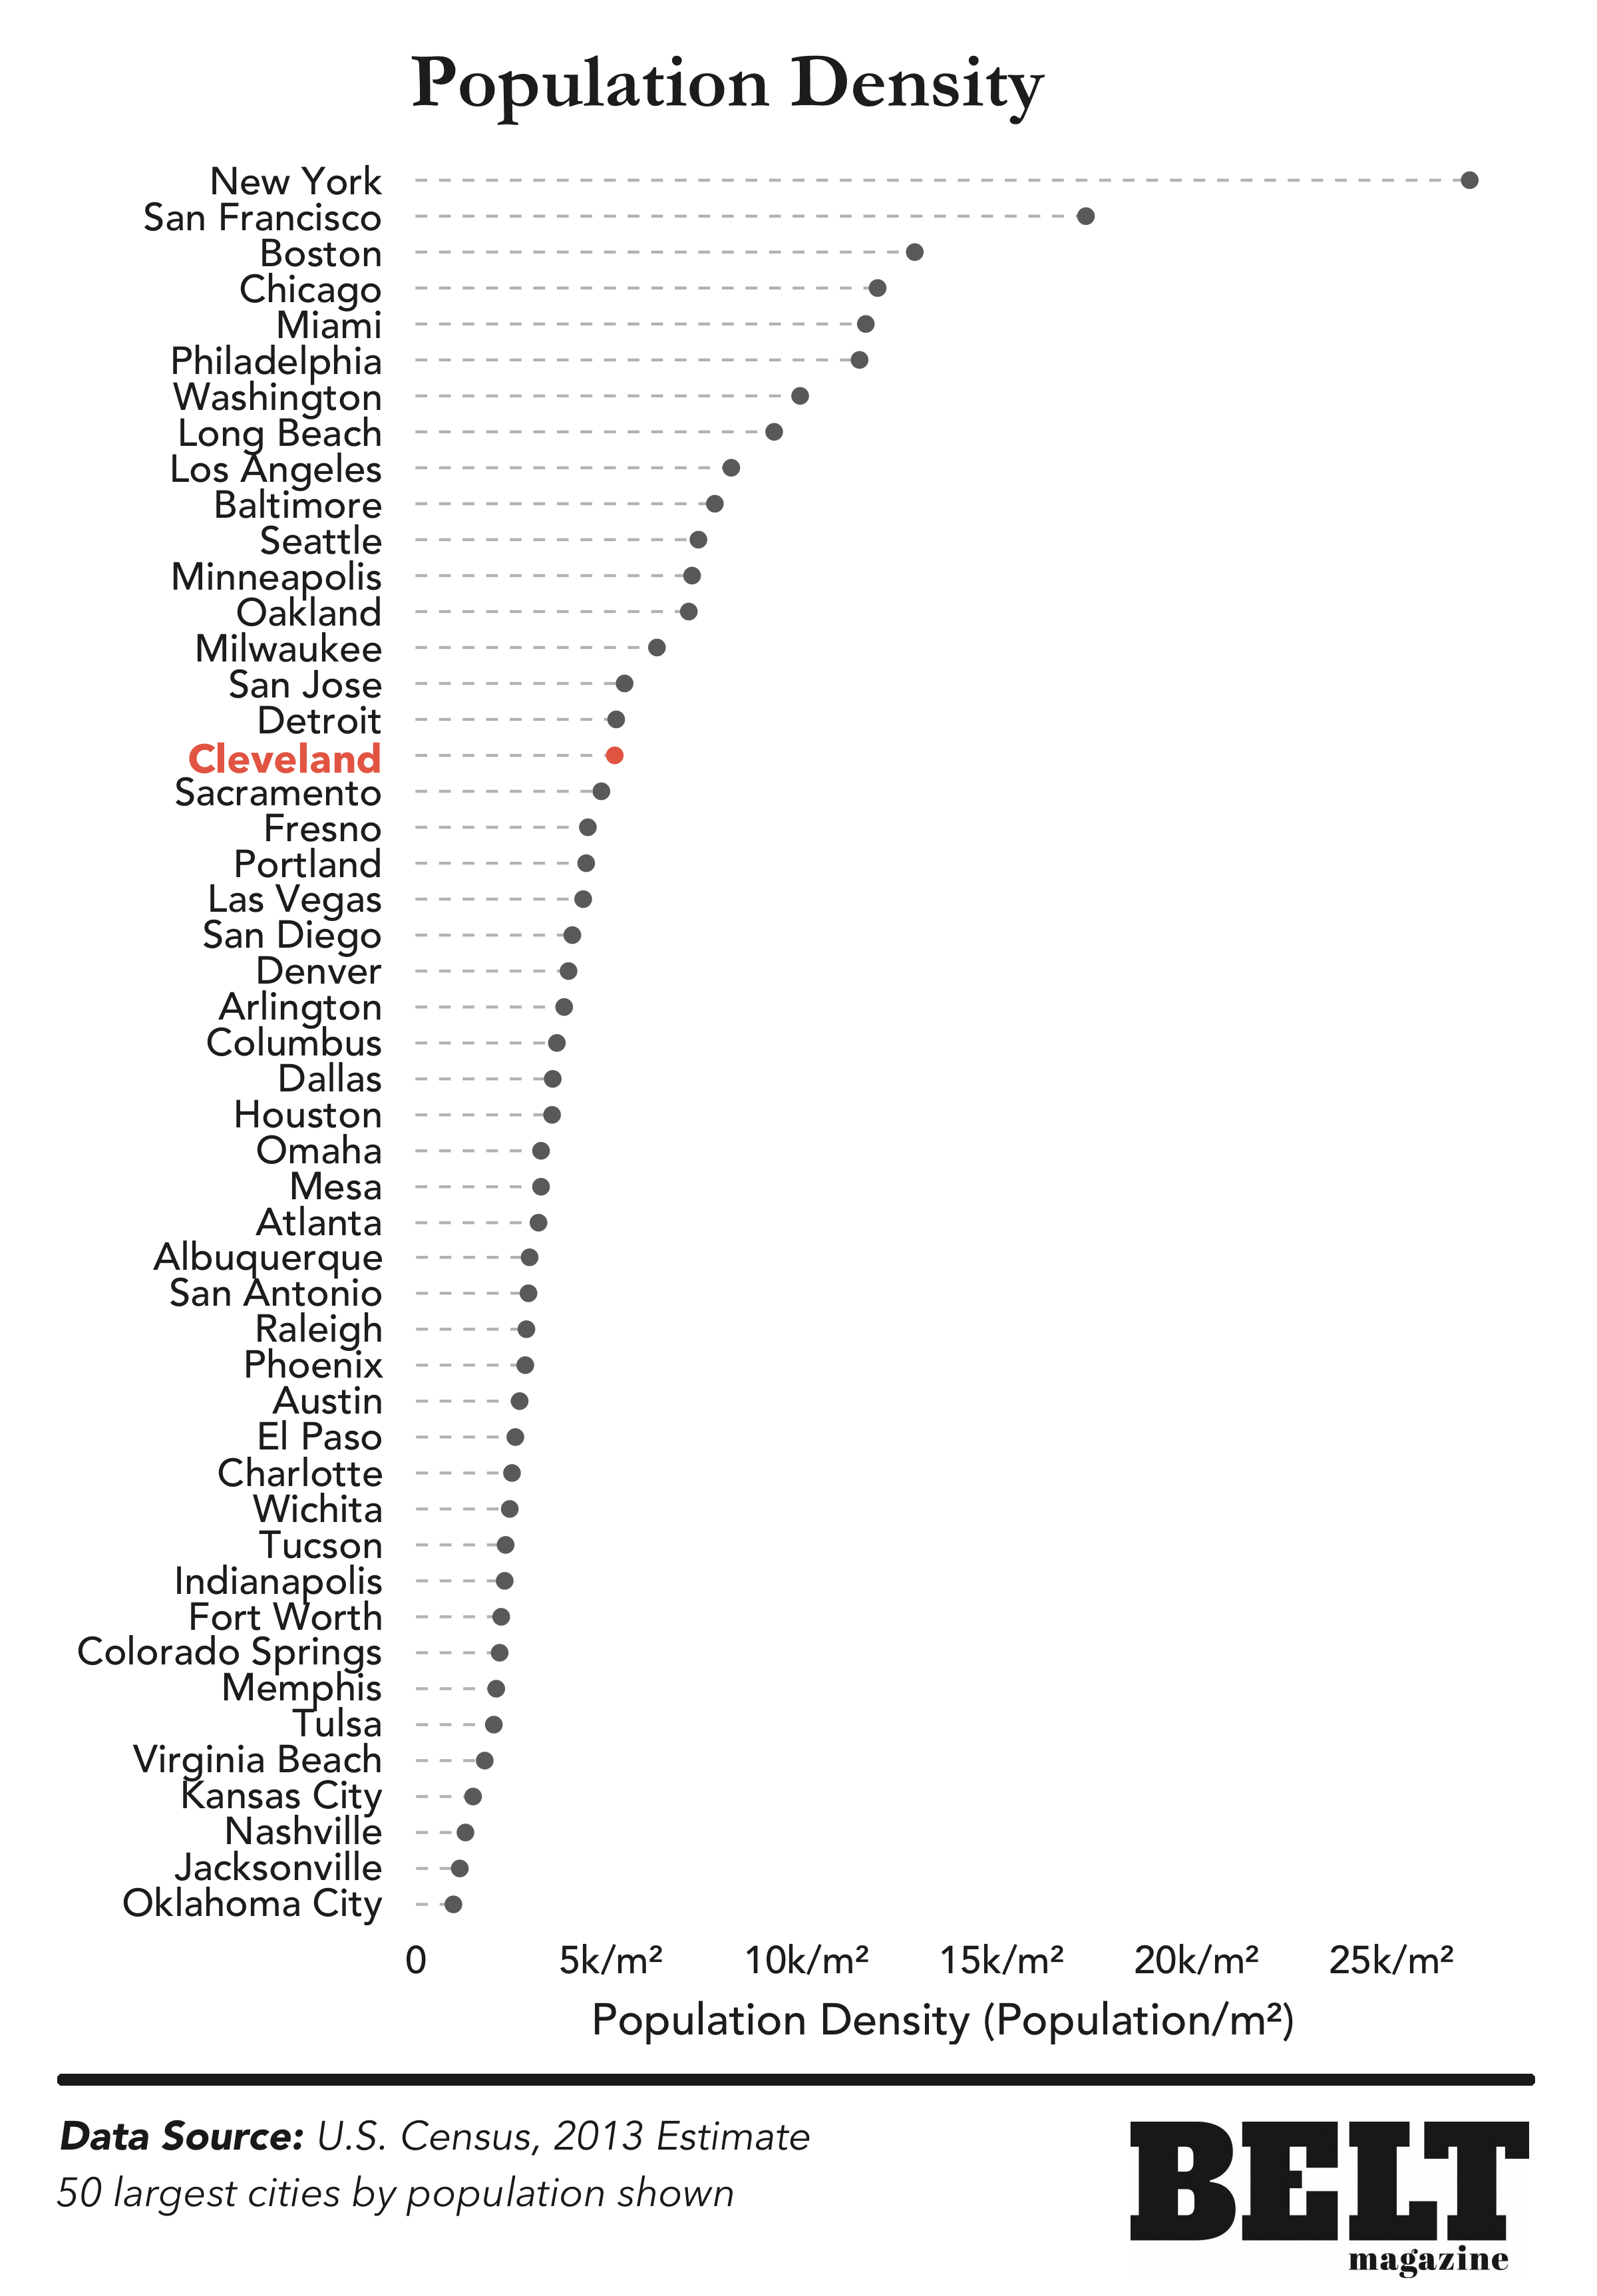 Population Density
New York
San Francisco
Boston
Chicago
Miami
Philadelphia
Washington
Long Beach
Los Angeles
Baltimore
Seattle
Minneapolis
Oakland
Milwaukee
San Jose
Detroit
Cleveland
Sacramento
Fresno
Portland
Las Vegas
San Diego
Denver
Arlington
Columbus
Dallas
Houston
Omaha
Mesa
Atlanta
Albuquerque
San Antonio
Raleigh
Phoenix
Austin
El Paso
Charlotte
Wichita
Tucson
Indianapolis
Fort Worth
Colorado Springs
Memphis
Tulsa
Virginia Beach
Kansas City
Nashville
Jacksonville
Oklahoma City
0 5k/m² 10k/m² 15k/m² 20k/m² 25k/m²
Population Density (Population/m²)
Data Source: U.S. Census, 2013 Estimate
50 largest cities by population shown
BELT
magazine